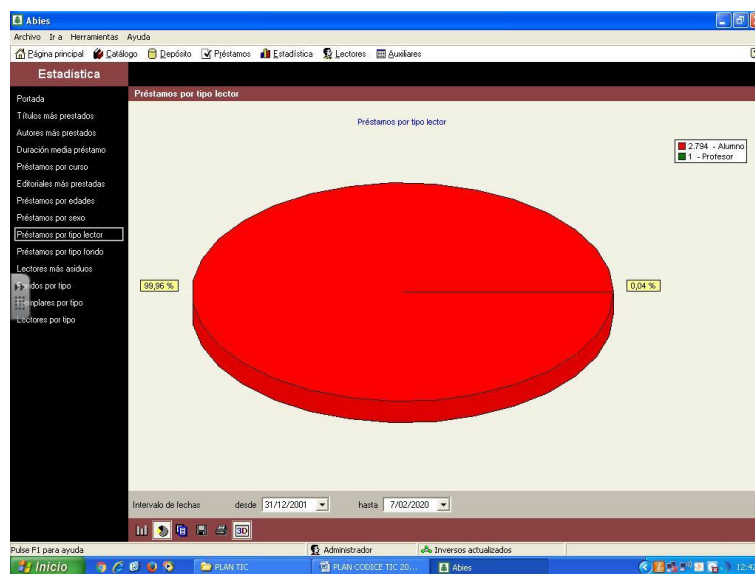 Abies
Archivo Ir a Herramientas Ayuda
Página principal Catálogo Depósito Préstamos Estadística Lectores Auxiliares
Estadística
Préstamos por tipo lector
Portada
Títulos más prestados
Autores más prestados
Duración media préstamo
Préstamos por curso
Editoriales más prestadas
Préstamos por edades
Préstamos por sexo
Préstamos por tipo lector
Préstamos por tipo fondo
Lectores más asiduos
Fondos por tipo
Ejemplares por tipo
Lectores por tipo
Préstamos por tipo lector
2.794 - Alumno
1 - Profesor
99,96 %
0,04 %
Intervalo de fechas desde 31/12/2001 hasta 7/02/2020
3D
Pulse F1 para ayuda Administrador Inversos actualizados
Inicio PLAN TIC PLAN CODICE TIC 20... Abies